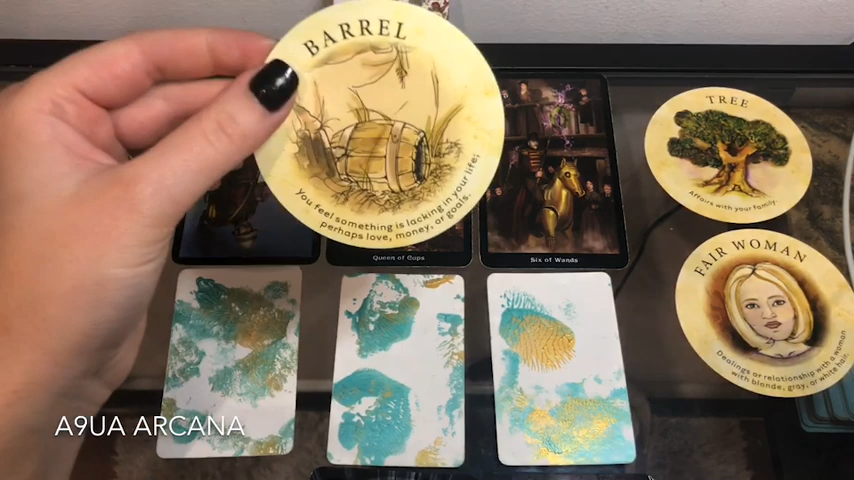 BARREL
You feel something is lacking in your life;
perhaps love, money, or goals.
TREE
Affairs with your family.
Queen of Cups
Six of Wands
FAIR WOMAN
Dealings or relationship with a woman
with blonde, gray, or white hair.
A9UA ARCANA